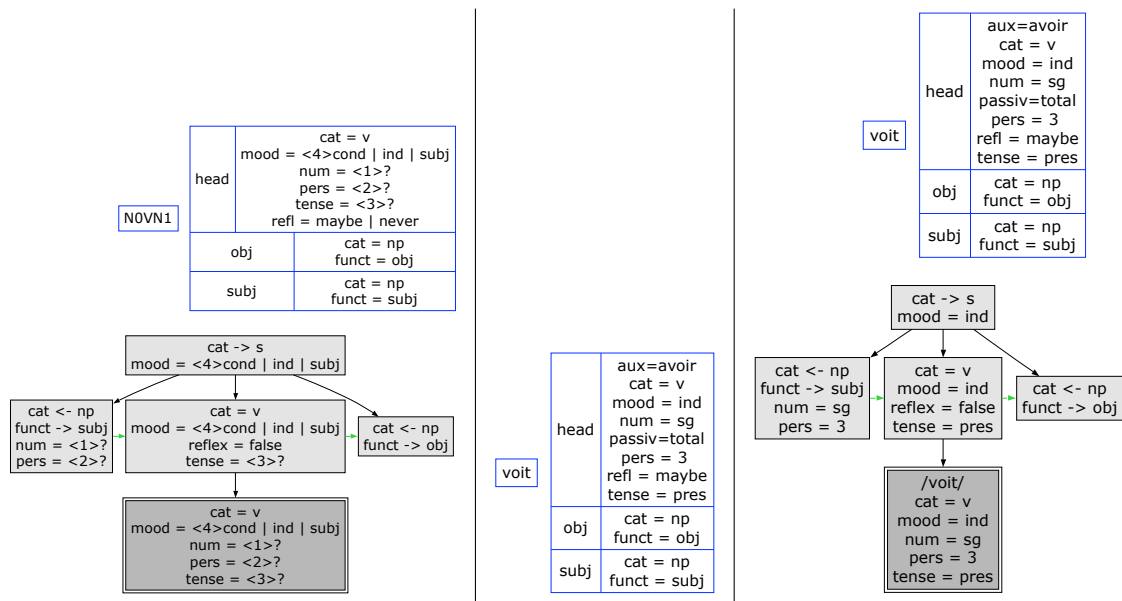 N0VN1
head
cat = v
mood = <4>cond | ind | subj
num = <1>?
pers = <2>?
tense = <3>?
refl = maybe | never
obj
cat = np
funct = obj
subj
cat = np
funct = subj
cat -> s
mood = <4>cond | ind | subj
cat <- np
funct -> subj
num = <1>?
pers = <2>?
cat = v
mood = <4>cond | ind | subj
reflex = false
tense = <3>?
cat <- np
funct -> obj
cat = v
mood = <4>cond | ind | subj
num = <1>?
pers = <2>?
tense = <3>?
voit
head
aux=avoir
cat = v
mood = ind
num = sg
passiv=total
pers = 3
refl = maybe
tense = pres
obj
cat = np
funct = obj
subj
cat = np
funct = subj
voit
head
aux=avoir
cat = v
mood = ind
num = sg
passiv=total
pers = 3
refl = maybe
tense = pres
obj
cat = np
funct = obj
subj
cat = np
funct = subj
cat -> s
mood = ind
cat <- np
funct -> subj
num = sg
pers = 3
cat = v
mood = ind
reflex = false
tense = pres
cat <- np
funct -> obj
/voit/
cat = v
mood = ind
num = sg
pers = 3
tense = pres